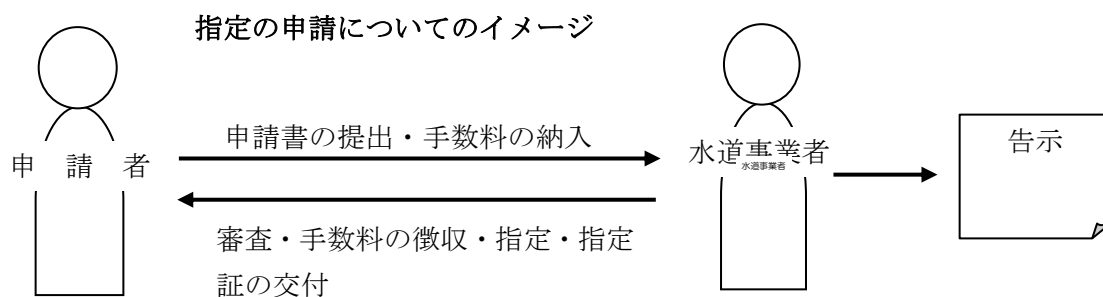 指定の申請についてのイメージ
申請書の提出・手数料の納入
申　請　者
水道事業者
水道事業者
告示
審査・手数料の徴収・指定・指定
証の交付